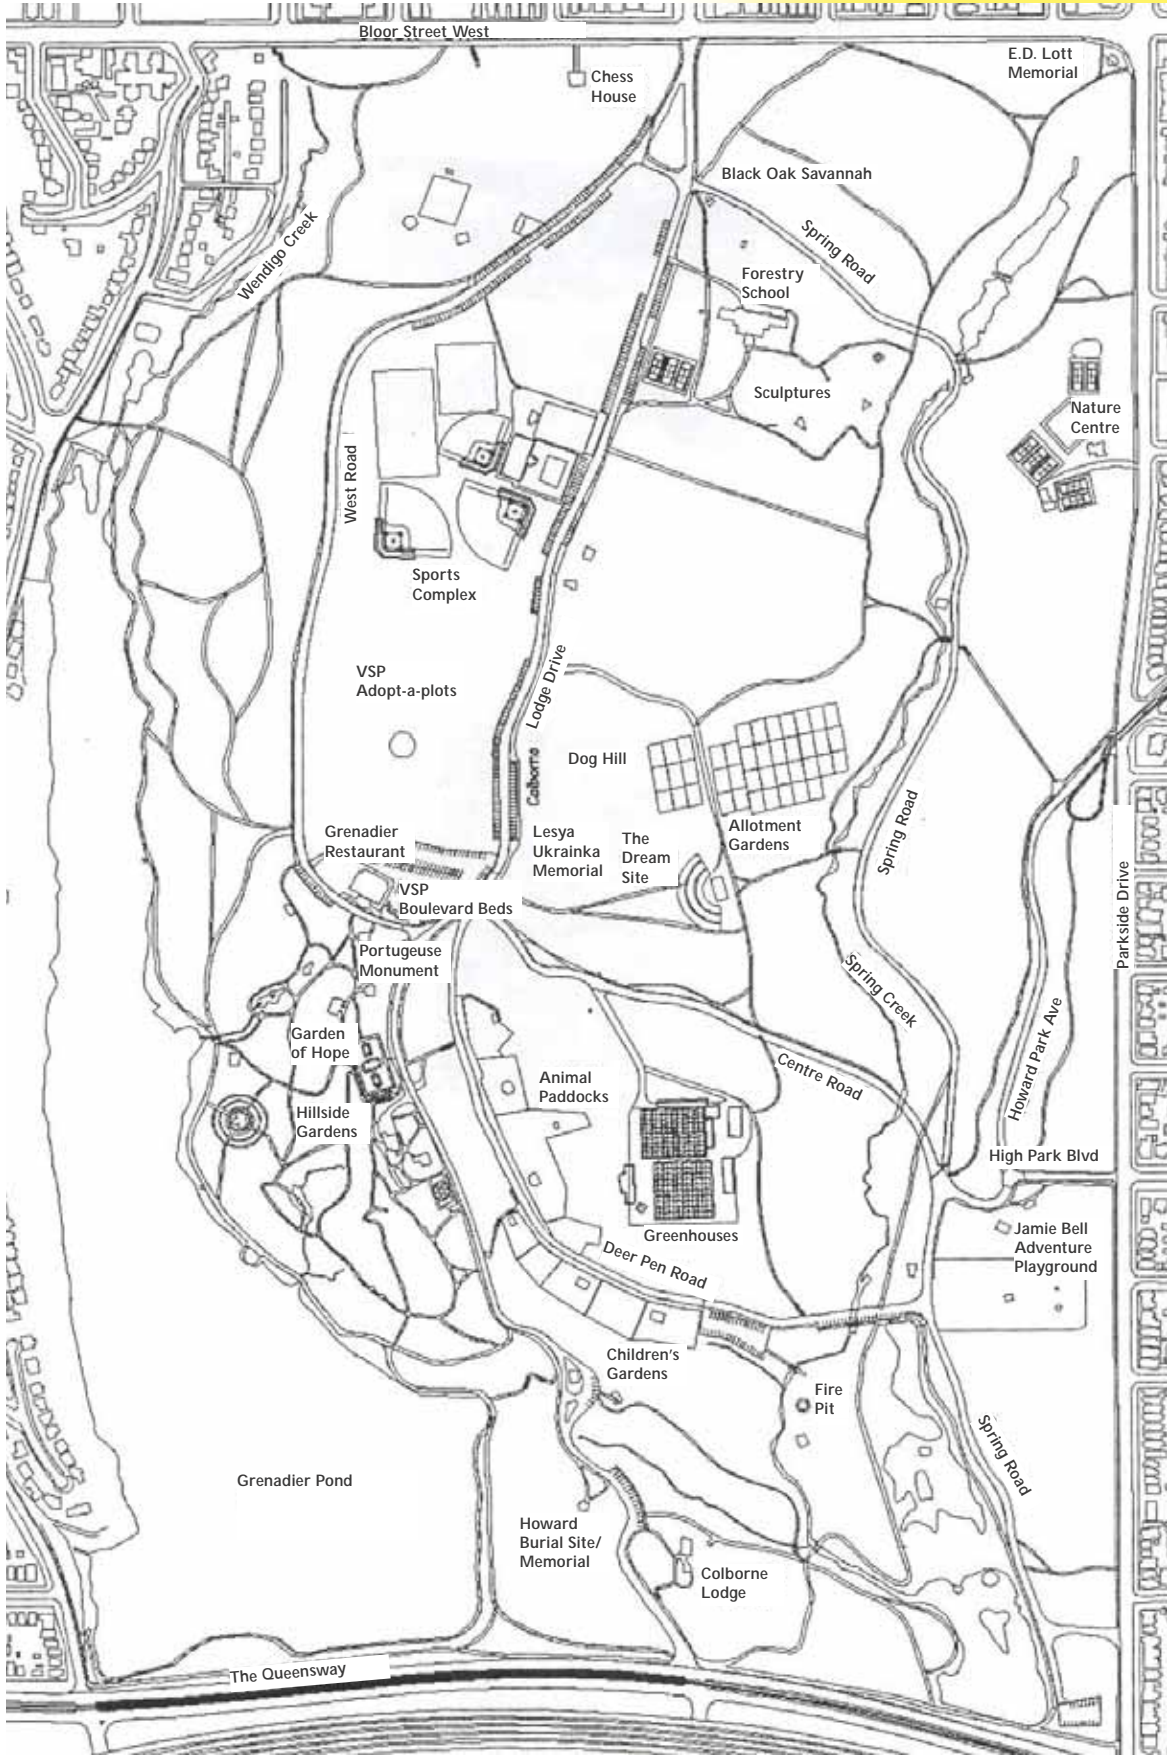 Bloor Street West
E.D. Lott
Memorial
Chess
House
Black Oak Savannah
Wendigo Creek
Spring Road
Forestry
School
Sculptures
Nature
Centre
West Road
Sports
Complex
VSP
Adopt-a-plots
Colborne Lodge Drive
Dog Hill
Grenadier
Restaurant
Lesya
Ukrainka
Memorial
The
Dream
Site
Allotment
Gardens
Spring Road
Parkside Drive
VSP
Boulevard Beds
Portugeuse
Monument
Spring Creek
Garden
of Hope
Animal
Paddocks
Centre Road
Howard Park Ave
Hillside
Gardens
High Park Blvd
Greenhouses
Jamie Bell
Adventure
Playground
Deer Pen Road
Children's
Gardens
Fire
Pit
Spring Road
Grenadier Pond
Howard
Burial Site/
Memorial
Colborne
Lodge
The Queensway